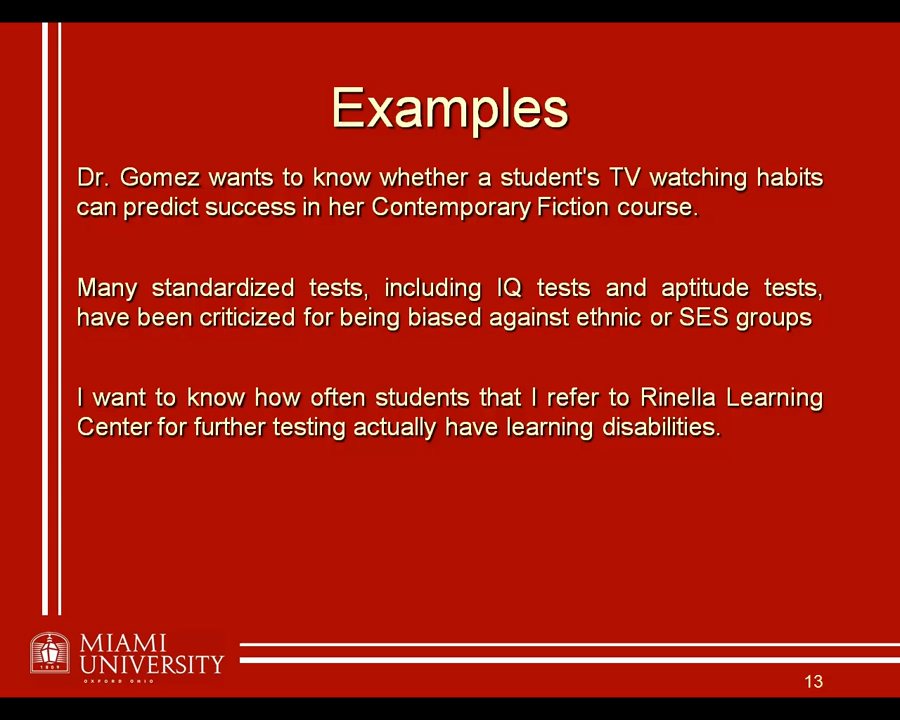 Examples
Dr. Gomez wants to know whether a student's TV watching habits
can predict success in her Contemporary Fiction course.
Many standardized tests, including IQ tests and aptitude tests,
have been criticized for being biased against ethnic or SES groups
I want to know how often students that I refer to Rinella Learning
Center for further testing actually have learning disabilities.
1809
MIAMI
UNIVERSITY
OXFORD OHIO
13